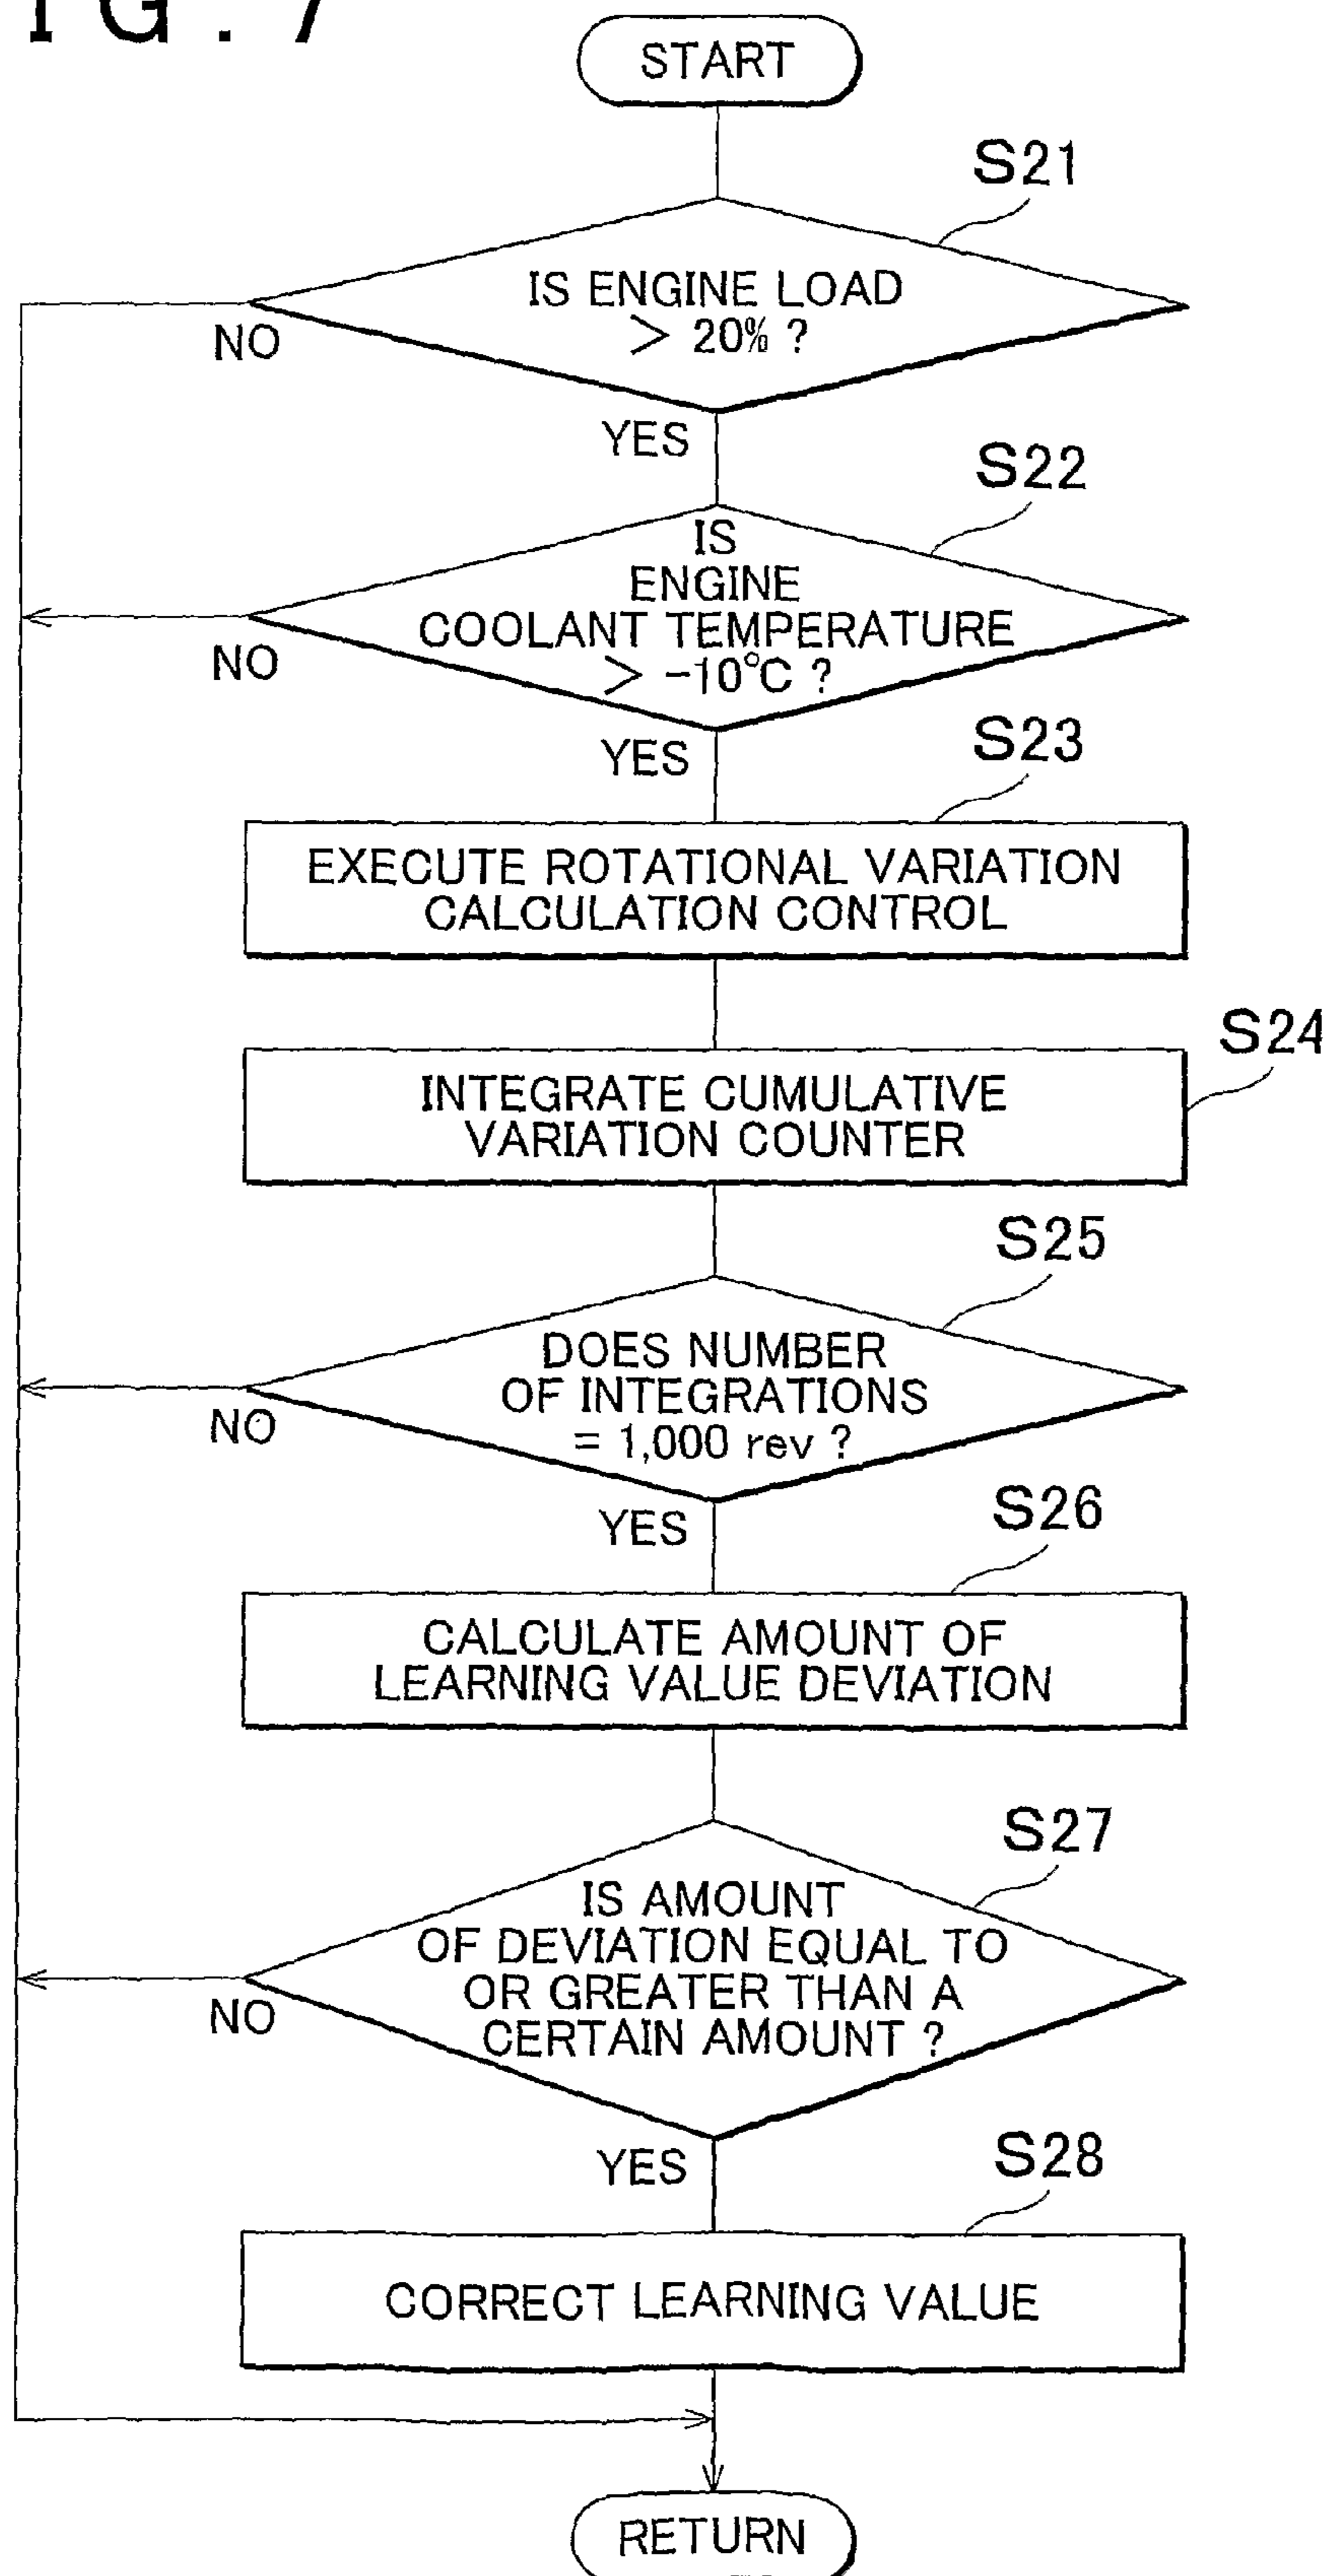 IG. 7
START
S21
IS ENGINE LOAD
> 20% ?
NO
YES
S22
IS
ENGINE
COOLANT TEMPERATURE
> -10°C ?
NO
YES
S23
EXECUTE ROTATIONAL VARIATION
CALCULATION CONTROL
S24
INTEGRATE CUMULATIVE
VARIATION COUNTER
S25
DOES NUMBER
OF INTEGRATIONS
= 1,000 rev ?
NO
YES
S26
CALCULATE AMOUNT OF
LEARNING VALUE DEVIATION
S27
IS AMOUNT
OF DEVIATION EQUAL TO
OR GREATER THAN A
CERTAIN AMOUNT ?
NO
YES
S28
CORRECT LEARNING VALUE
RETURN